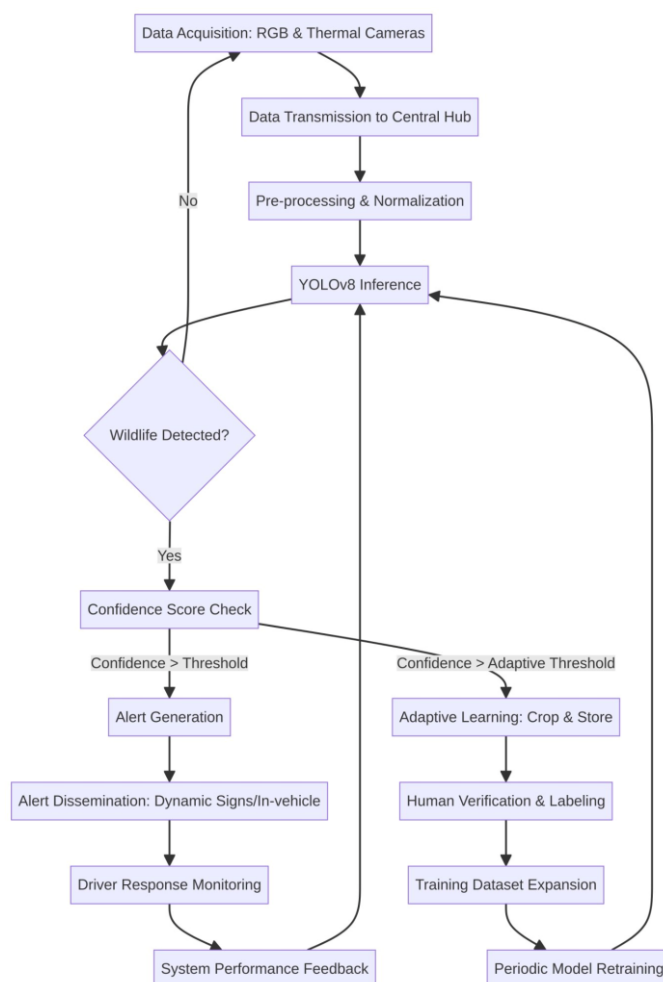 Data Acquisition: RGB & Thermal Cameras
Data Transmission to Central Hub
No
Pre-processing & Normalization
YOLOv8 Inference
Wildlife Detected?
Yes
Confidence Score Check
Confidence > Threshold
Confidence > Adaptive Threshold
Alert Generation
Adaptive Learning: Crop & Store
Alert Dissemination: Dynamic Signs/In-vehicle
Human Verification & Labeling
Driver Response Monitoring
Training Dataset Expansion
System Performance Feedback
Periodic Model Retraining